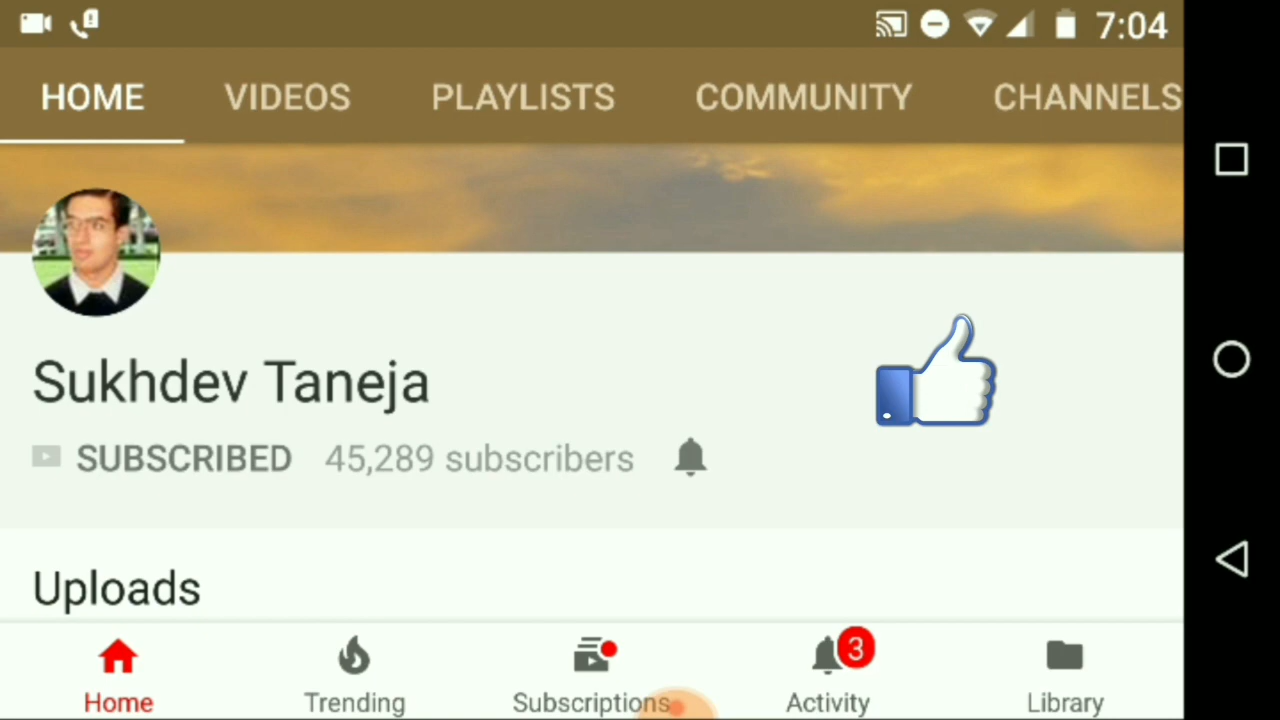 7:04
HOME VIDEOS PLAYLISTS COMMUNITY CHANNELS
Sukhdev Taneja
SUBSCRIBED 45,289 subscribers
Uploads
3
Home Trending Subscriptions Activity Library